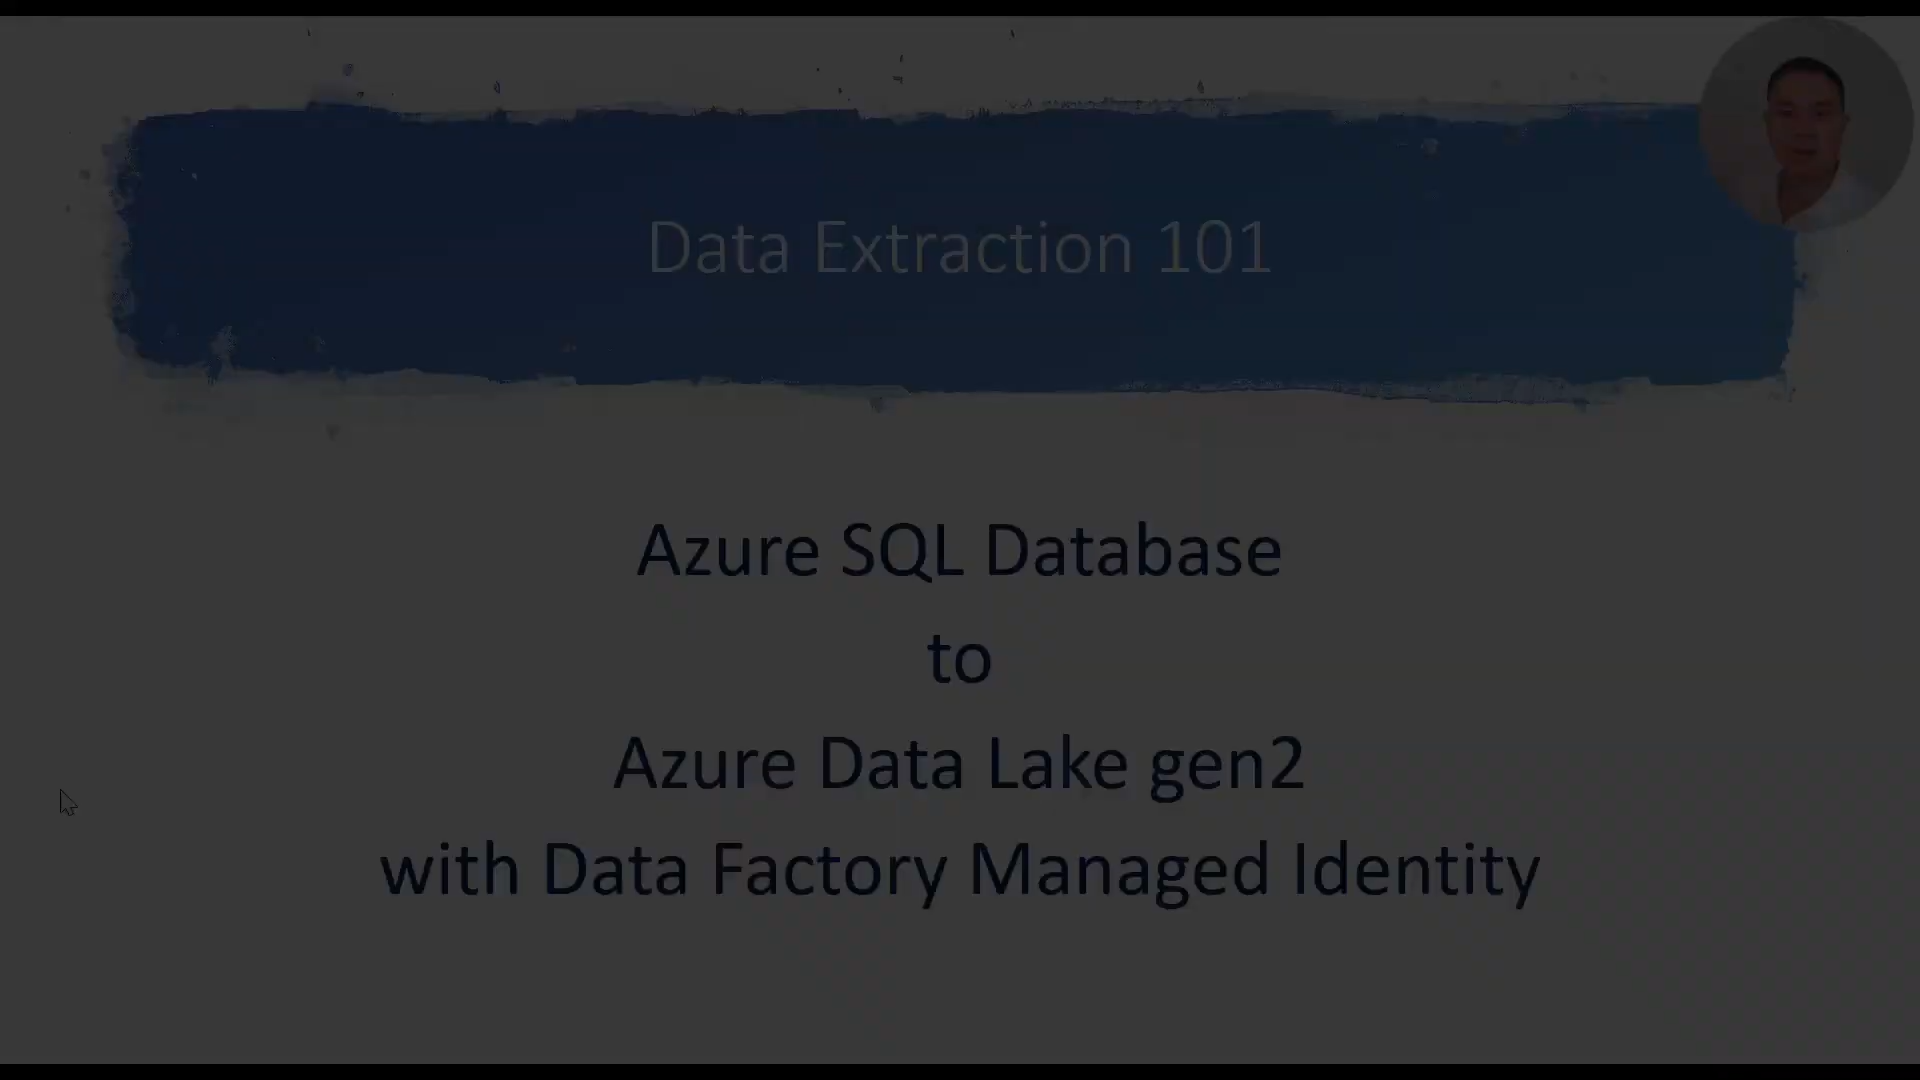 Data Extraction 101
Azure SQL Database
to
Azure Data Lake gen2
with Data Factory Managed Identity